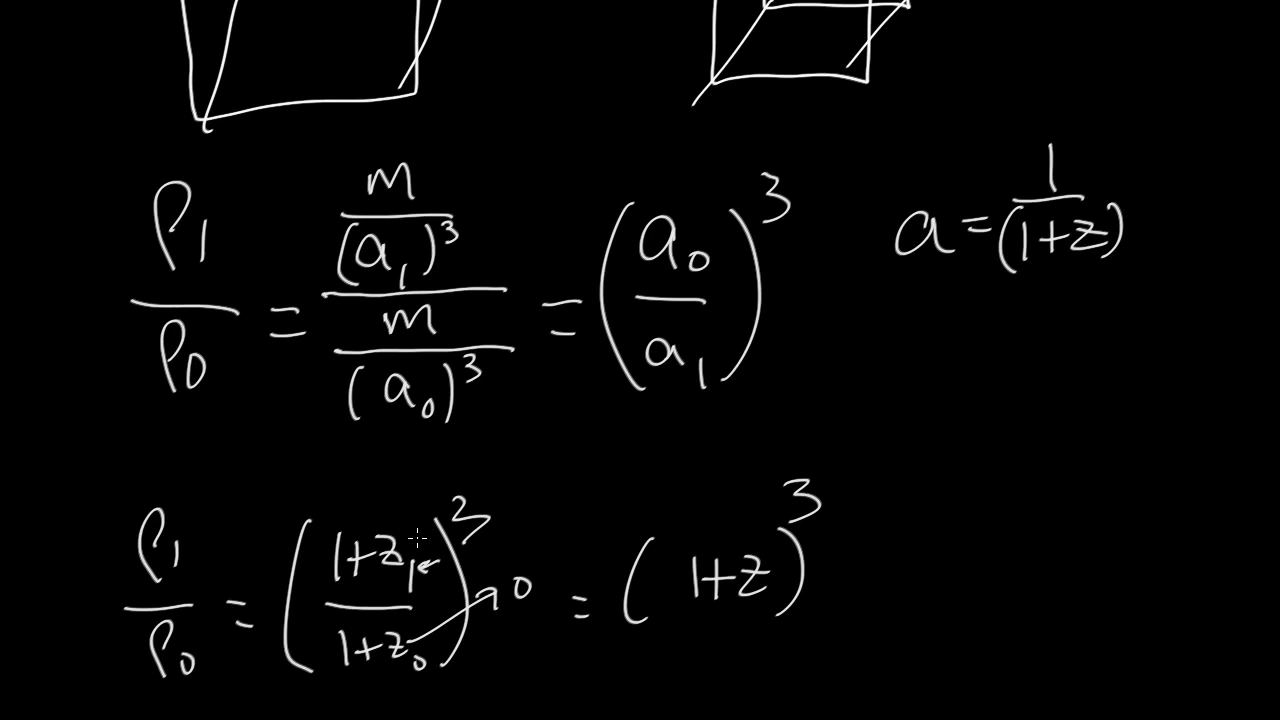 ρ₁/ρ₀ = (m/(a₁)³)/(m/(a₀)³) = (a₀/a₁)³
a = 1/(1+z)
ρ₁/ρ₀ = ((1+z₁)/(1+z₀))³ → 0 = (1+z)³